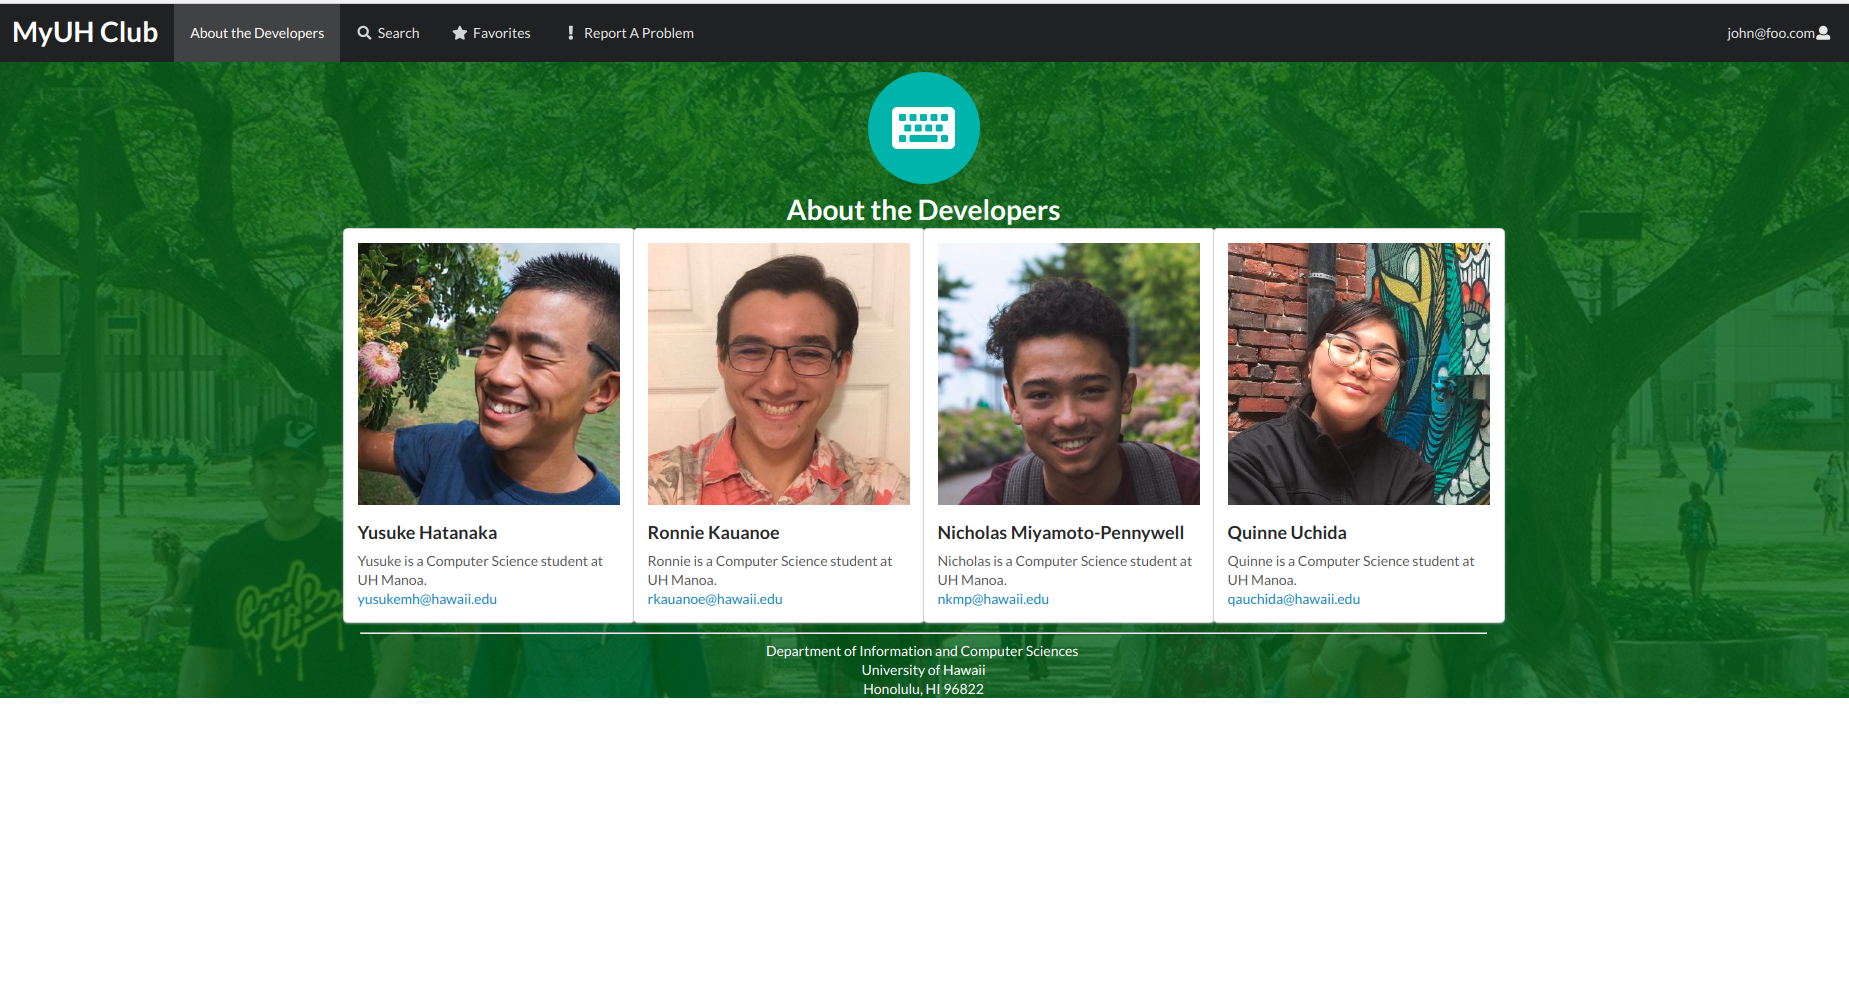 MyUH Club
About the Developers
Search
Favorites
Report A Problem
john@foo.com
About the Developers
Yusuke Hatanaka
Yusuke is a Computer Science student at
UH Manoa.
yusukemh@hawaii.edu
Ronnie Kauanoe
Ronnie is a Computer Science student at
UH Manoa.
rkauanoe@hawaii.edu
Nicholas Miyamoto-Pennywell
Nicholas is a Computer Science student at
UH Manoa.
nkmp@hawaii.edu
Quinne Uchida
Quinne is a Computer Science student at
UH Manoa.
qauchida@hawaii.edu
Department of Information and Computer Sciences
University of Hawaii
Honolulu, HI 96822